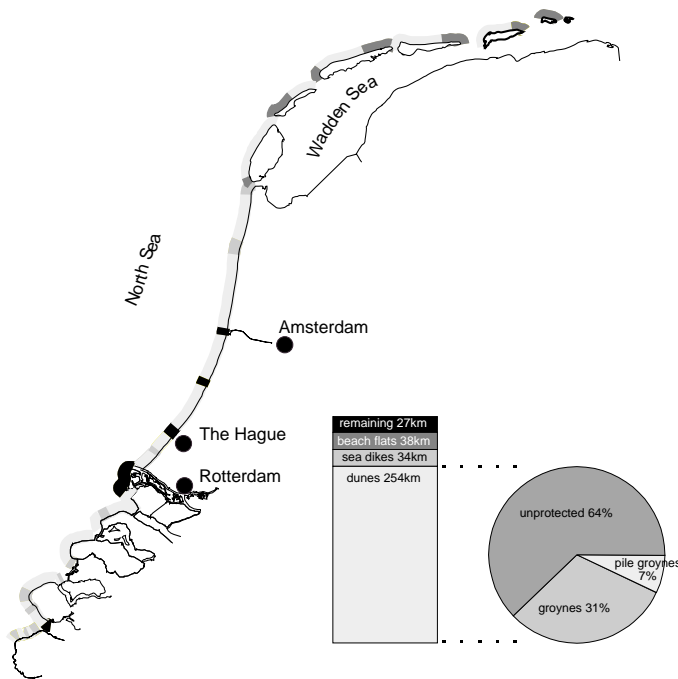 Wadden Sea
North Sea
Amsterdam
The Hague
Rotterdam
remaining 27km
beach flats 38km
sea dikes 34km
dunes 254km
unprotected 64%
pile groynes
7%
groynes 31%